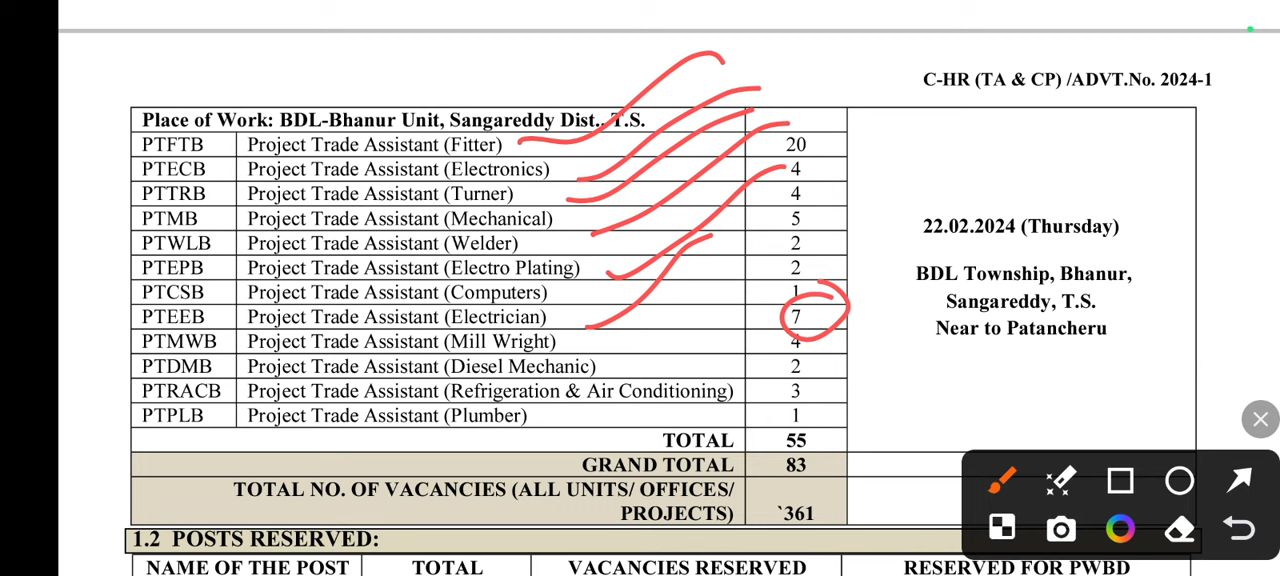 C-HR (TA & CP) /ADVT.No. 2024-1
Place of Work: BDL-Bhanur Unit, Sangareddy Dist., T.S.
PTFTB Project Trade Assistant (Fitter) 20
PTECB Project Trade Assistant (Electronics) 4
PTTRB Project Trade Assistant (Turner) 4
PTMB Project Trade Assistant (Mechanical) 5
PTWLB Project Trade Assistant (Welder) 2
PTEPB Project Trade Assistant (Electro Plating) 2
PTCSB Project Trade Assistant (Computers) 1
PTEEB Project Trade Assistant (Electrician) 7
PTMWB Project Trade Assistant (Mill Wright) 4
PTDMB Project Trade Assistant (Diesel Mechanic) 2
PTRACB Project Trade Assistant (Refrigeration & Air Conditioning) 3
PTPLB Project Trade Assistant (Plumber) 1
TOTAL 55
GRAND TOTAL 83
TOTAL NO. OF VACANCIES (ALL UNITS/ OFFICES/
PROJECTS) `361
22.02.2024 (Thursday)
BDL Township, Bhanur,
Sangareddy, T.S.
Near to Patancheru
1.2 POSTS RESERVED:
NAME OF THE POST TOTAL VACANCIES RESERVED RESERVED FOR PWBD